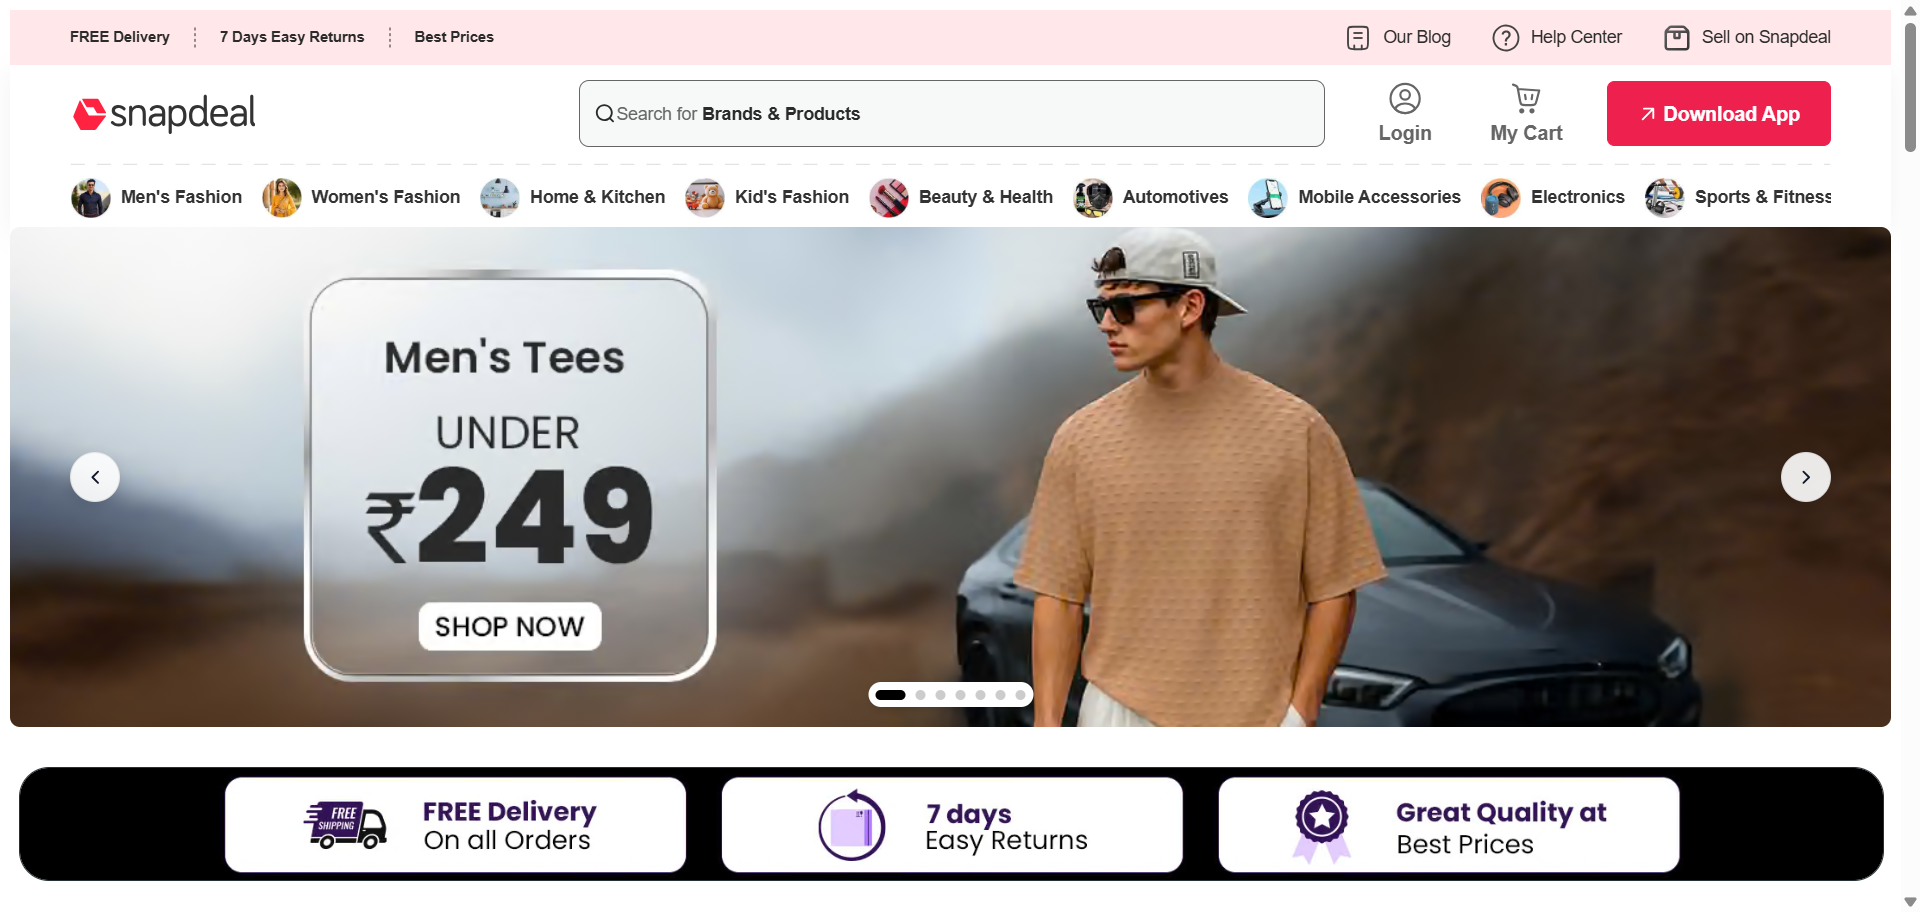 FREE Delivery
7 Days Easy Returns
Best Prices
Our Blog
Help Center
Sell on Snapdeal
snapdeal
Search for Brands & Products
Login
My Cart
Download App
Men's Fashion
Women's Fashion
Home & Kitchen
Kid's Fashion
Beauty & Health
Automotives
Mobile Accessories
Electronics
Sports & Fitness
Men's Tees
UNDER
₹249
SHOP NOW
FREE SHIPPING
FREE Delivery
On all Orders
7 days
Easy Returns
Great Quality at
Best Prices